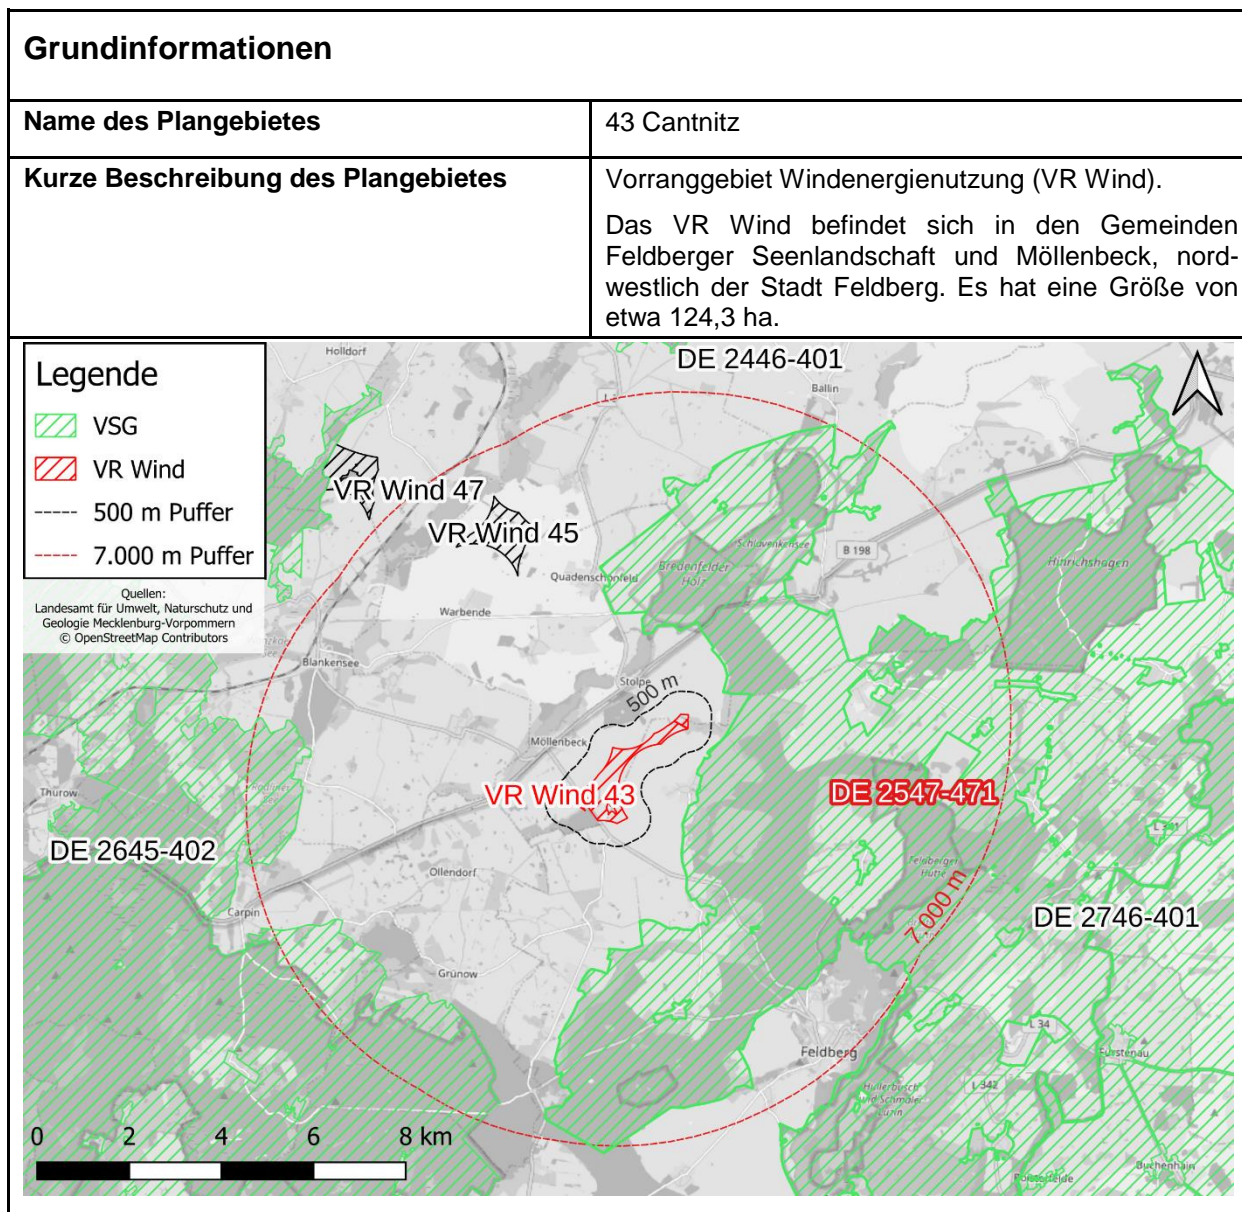 Grundinformationen
Name des Plangebietes
43 Cantnitz
Kurze Beschreibung des Plangebietes
Vorranggebiet Windenergienutzung (VR Wind).
Das VR Wind befindet sich in den Gemeinden
Feldberger Seenlandschaft und Möllenbeck, nord-
westlich der Stadt Feldberg. Es hat eine Größe von
etwa 124,3 ha.
Legende
VSG
VR Wind
500 m Puffer
7.000 m Puffer
Quellen:
Landesamt für Umwelt, Naturschutz und
Geologie Mecklenburg-Vorpommern
© OpenStreetMap Contributors
Holldorf
DE 2446-401
Ballin
VR Wind 47
VR Wind 45
Quadenschönfeld
Bredenfelder
Holz
Schlavenkensee
B 198
Hinrichshagen
Warbende
Blankensee
Stolpe
500 m
Möllenbeck
VR Wind 43
DE 2547-471
Thurow
Rödliner
See
DE 2645-402
L 341
Ollendorf
Feldberger
Hütte
Carpin
7.000 m
DE 2746-401
Grünow
Feldberg
L 34
Fürstenau
Hullerbusch
und Schmaler
Luzin
L 342
Buchenhain
0 2 4 6 8 km